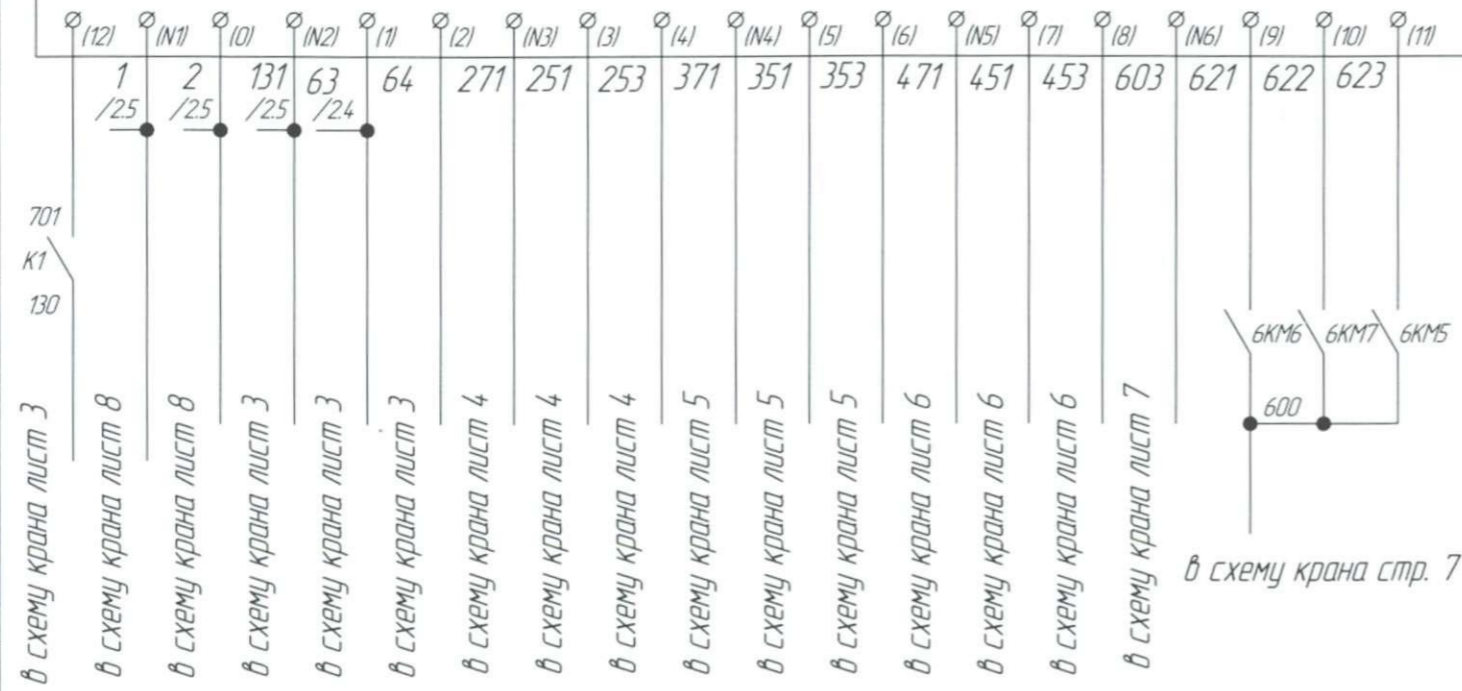 (12) (N1) (0) (N2) (1) (2) (N3) (3) (4) (N4) (5) (6) (N5) (7) (8) (N6) (9) (10) (11)
1 2 131 63 64 271 251 253 371 351 353 471 451 453 603 621 622 623
/2.5 /2.5 /2.5 /2.4
701
К1
130
6КМ6 6КМ7 6КМ5
600
в схему крана лист 3
в схему крана лист 8
в схему крана лист 8
в схему крана лист 3
в схему крана лист 3
в схему крана лист 3
в схему крана лист 4
в схему крана лист 4
в схему крана лист 4
в схему крана лист 5
в схему крана лист 5
в схему крана лист 5
в схему крана лист 6
в схему крана лист 6
в схему крана лист 6
в схему крана лист 7
в схему крана стр. 7